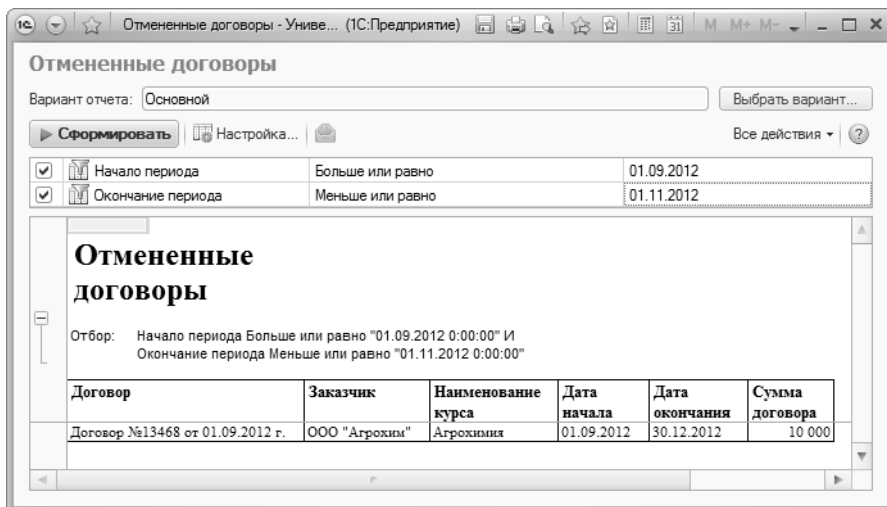 Отмененные договоры - Униве... (1С:Предприятие) 31 M M+ M-
Отмененные договоры
Вариант отчета: Основной Выбрать вариант...
Сформировать Настройка... Все действия ?
Начало периода Больше или равно 01.09.2012
Окончание периода Меньше или равно 01.11.2012
Отмененные
договоры
Отбор: Начало периода Больше или равно "01.09.2012 0:00:00" И
Окончание периода Меньше или равно "01.11.2012 0:00:00"
Договор Заказчик Наименование Дата Дата Сумма
курса начала окончания договора
Договор №13468 от 01.09.2012 г. ООО "Агрохим" Агрохимия 01.09.2012 30.12.2012 10 000